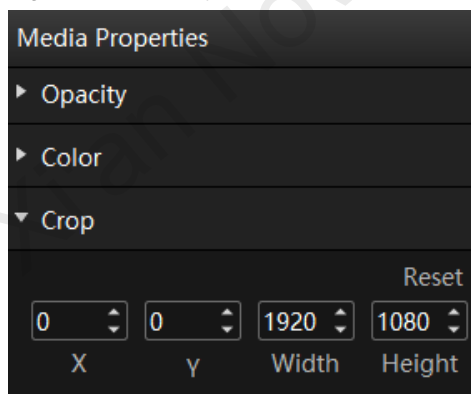 Media Properties
Opacity
Color
Crop
Reset
0 0 1920 1080
X Y Width Height